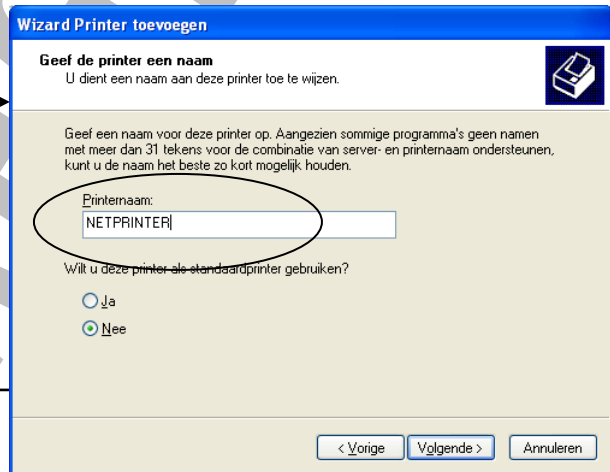 Wizard Printer toevoegen
Geef de printer een naam
U dient een naam aan deze printer toe te wijzen.
Geef een naam voor deze printer op. Aangezien sommige programma's geen namen
met meer dan 31 tekens voor de combinatie van server- en printernaam ondersteunen,
kunt u de naam het beste zo kort mogelijk houden.
Printernaam:
NETPRINTER
Wilt u deze printer als standaardprinter gebruiken?
Ja
Nee
< Vorige Volgende > Annuleren